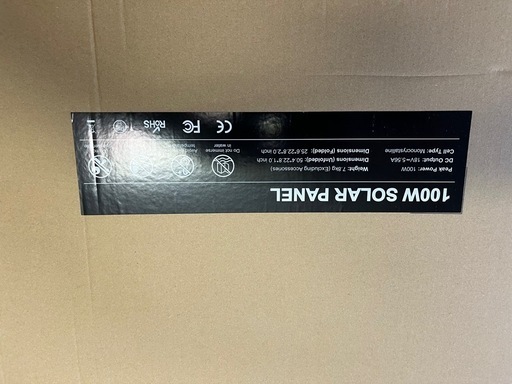 100W SOLAR PANEL
Peak Power: 100W
DC Output: 18V⎓5.56A
Cell Type: Monocrystalline
Weight: 7.8kg (Excluding Accessories)
Dimensions (Unfolded): 50.4*22.8*1.0 inch
Dimensions (Folded): 25.6*22.8*2.0 inch
Do not immerse
in water
Avoid
CE FC RoHS